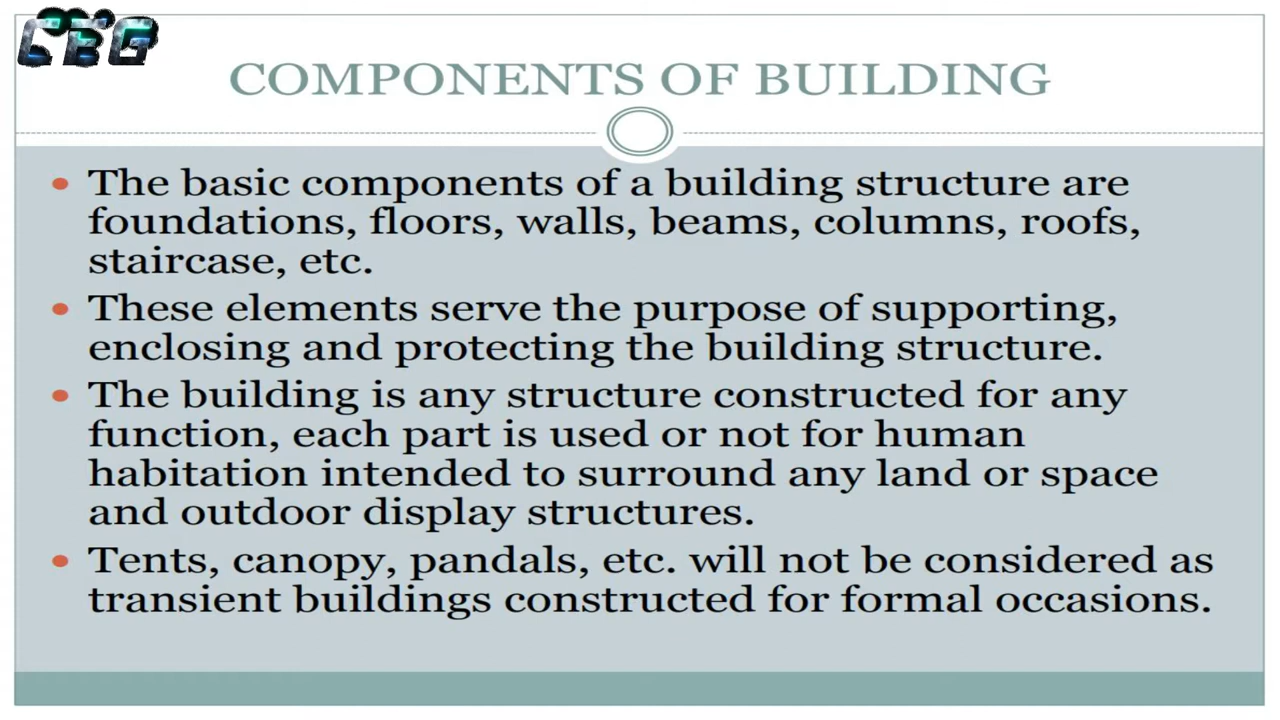 CEG
COMPONENTS OF BUILDING
• The basic components of a building structure are
foundations, floors, walls, beams, columns, roofs,
staircase, etc.
• These elements serve the purpose of supporting,
enclosing and protecting the building structure.
• The building is any structure constructed for any
function, each part is used or not for human
habitation intended to surround any land or space
and outdoor display structures.
• Tents, canopy, pandals, etc. will not be considered as
transient buildings constructed for formal occasions.